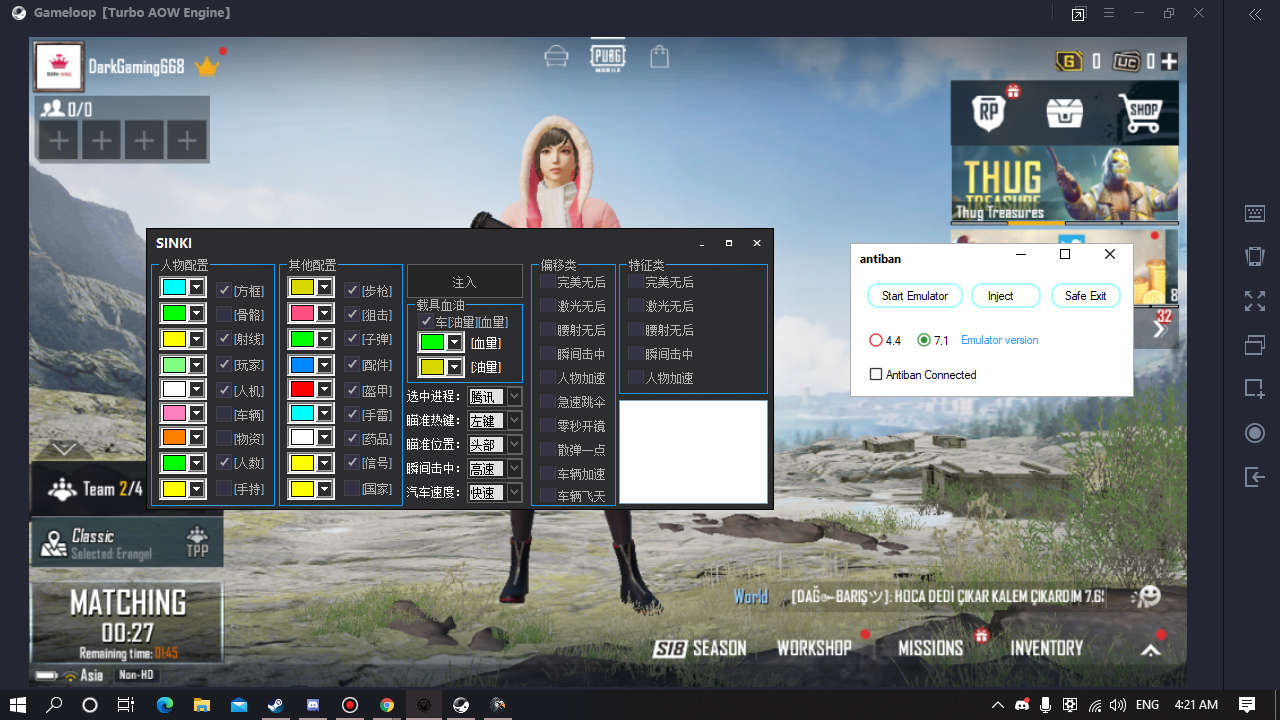 Gameloop【Turbo AOW Engine】
DARK KING
DarkGaming668
0/0
PUBG
MOBILE
G 0 UC 0
RP
SHOP
THUG
TREASURE
Thug Treasures
8
32
SINKI
人物配置
[方框]
[骨骼]
[射线]
[玩家]
[人机]
[车辆]
[物资]
[人数]
[手持]
其他配置
[步枪]
[狙击]
[子弹]
[配件]
[盔甲]
[手雷]
[药品]
[信号]
[国家]
注入
载具血油
车[油量][血量]
[血量]
[油量]
选中进程: 腾讯
瞄准热键: 左键
瞄准位置: 头部
瞬间击中: 高速
汽车速度: 快速
偏移类
完美无后
激光无后
腰射无后
瞬间击中
人物加速
急速跳伞
零秒开镜
散弹一点
车辆加速
车辆飞天
特征类
完美无后
激光无后
腰射无后
瞬间击中
人物加速
antiban
Start Emulator
Inject
Safe Exit
4.4
7.1
Emulator version
Antiban Connected
Team 2/4
Classic
Selected: Erangel
TPP
MATCHING
00:27
Remaining time: 01:45
Asia
Non-HD
World
[DAĞ๛BARIŞツ]: HOCA DEDİ ÇIKAR KALEM ÇIKARDIM 7.6
S18 SEASON
WORKSHOP
MISSIONS
INVENTORY
ENG
4:21 AM